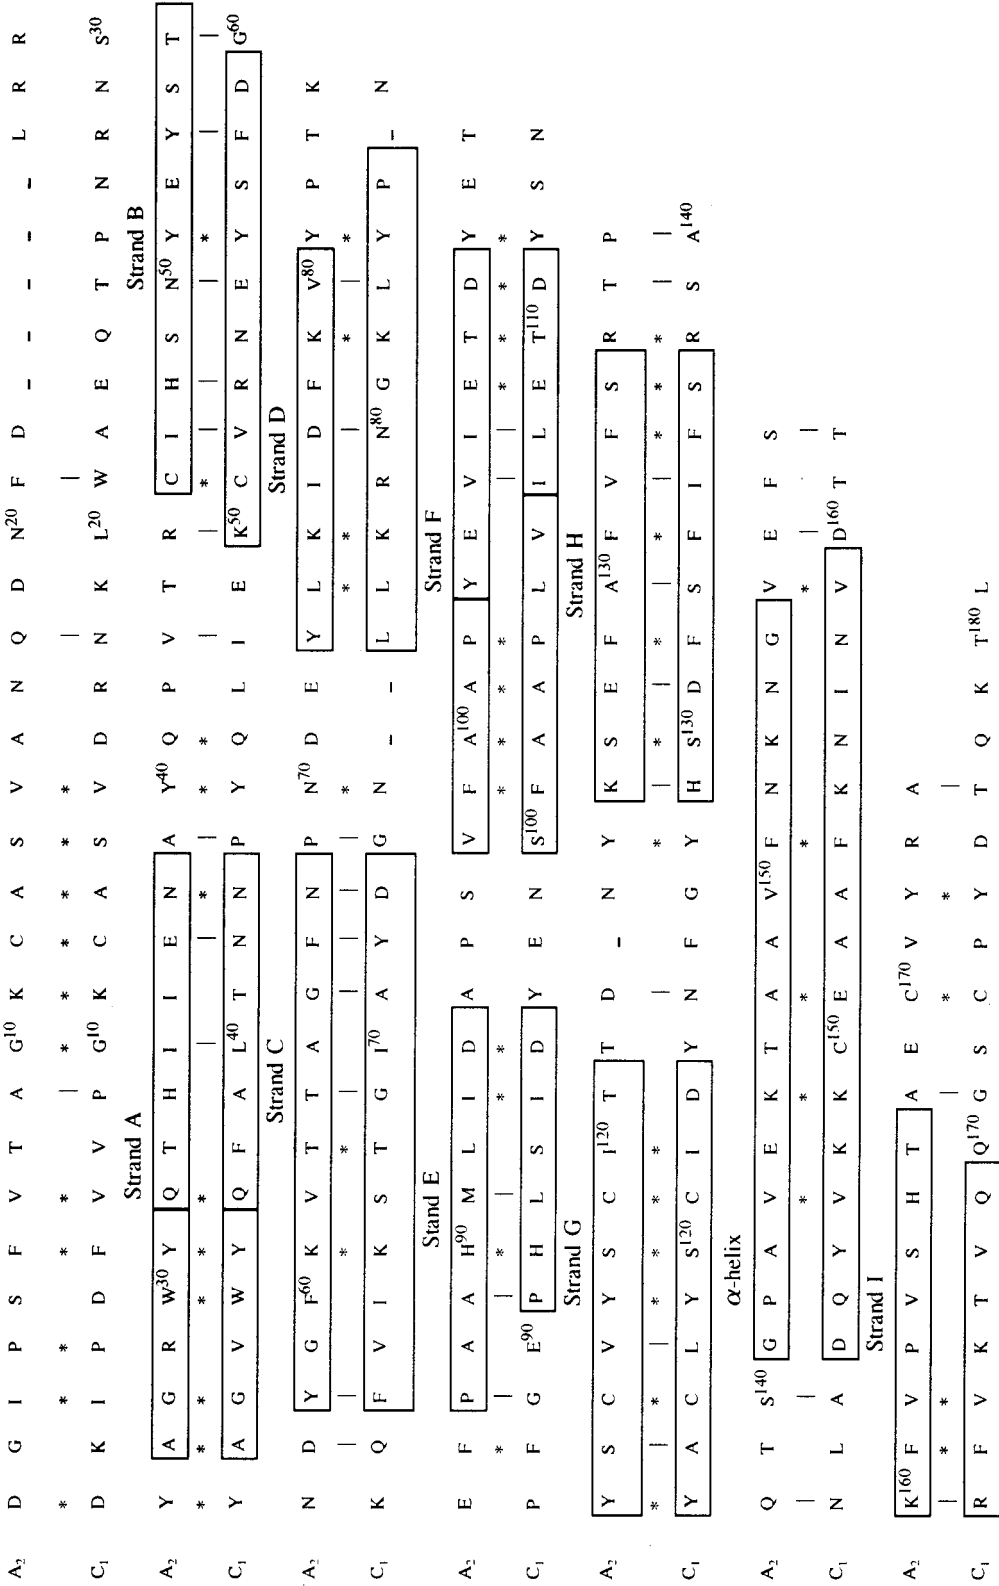 A₂ D G I P S F V T A G¹⁰ K C A S V A N Q D N²⁰ F D – – – – – L R R
* * * * * | * * * * * * | |
C₁ D K I P D F V V P G¹⁰ K C A S V D R N K L²⁰ W A E Q T P N R N S³⁰
Strand A Strand B
A₂ Y A G R W³⁰ Y Q T H I I E N A Y⁴⁰ Q P V T R C I H S N⁵⁰ Y E Y S T
* * * * * * | | * | * * | | * | | | * | |
C₁ Y A G V W Y Q F A L⁴⁰ T N N P Y Q L I E K⁵⁰ C V R N E Y S F D G⁶⁰
Strand C Strand D
A₂ N D Y G F⁶⁰ K V T T A G F N P N⁷⁰ D E Y L K I D F K V⁸⁰ Y P T K
| | * * | | | | | * * * | * | *
C₁ K Q F V I K S T G I⁷⁰ A Y D G N – – L L K R N⁸⁰ G K L Y P – N
Stand E Strand F
A₂ E F P A A H⁹⁰ M L I D A P S V F A¹⁰⁰ A P Y E V I E T D Y E T
* | | * | * * * * * * | | * * * *
C₁ P F G E⁹⁰ P H L S I D Y E N S¹⁰⁰ F A A P L V I L E T¹¹⁰ D Y S N
Strand G Strand H
A₂ Y S C V Y S C I¹²⁰ T T D – N Y K S E F A¹³⁰ F V F S R T P
* | * | * * * * | * | * | * | * | * * * | |
C₁ Y A C L Y S¹²⁰ C I D Y N F G Y H S¹³⁰ D F S F I F S R S A¹⁴⁰
α-helix
A₂ Q T S¹⁴⁰ G P A V E K T A A V¹⁵⁰ F N K N G V E F S
| | * * * * * | |
C₁ N L A D Q Y V K K C¹⁵⁰ E A A F K N I N V D¹⁶⁰ T T
Strand I
A₂ K¹⁶⁰ F V P V S H T A E C¹⁷⁰ V Y R A
| * * | * * |
C₁ R F V K T V Q Q¹⁷⁰ G S C P Y D T Q K T¹⁸⁰ L